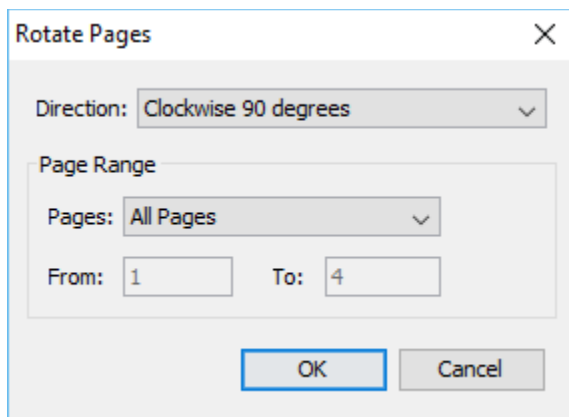 Rotate Pages
Direction: Clockwise 90 degrees
Page Range
Pages: All Pages
From: 1 To: 4
OK Cancel